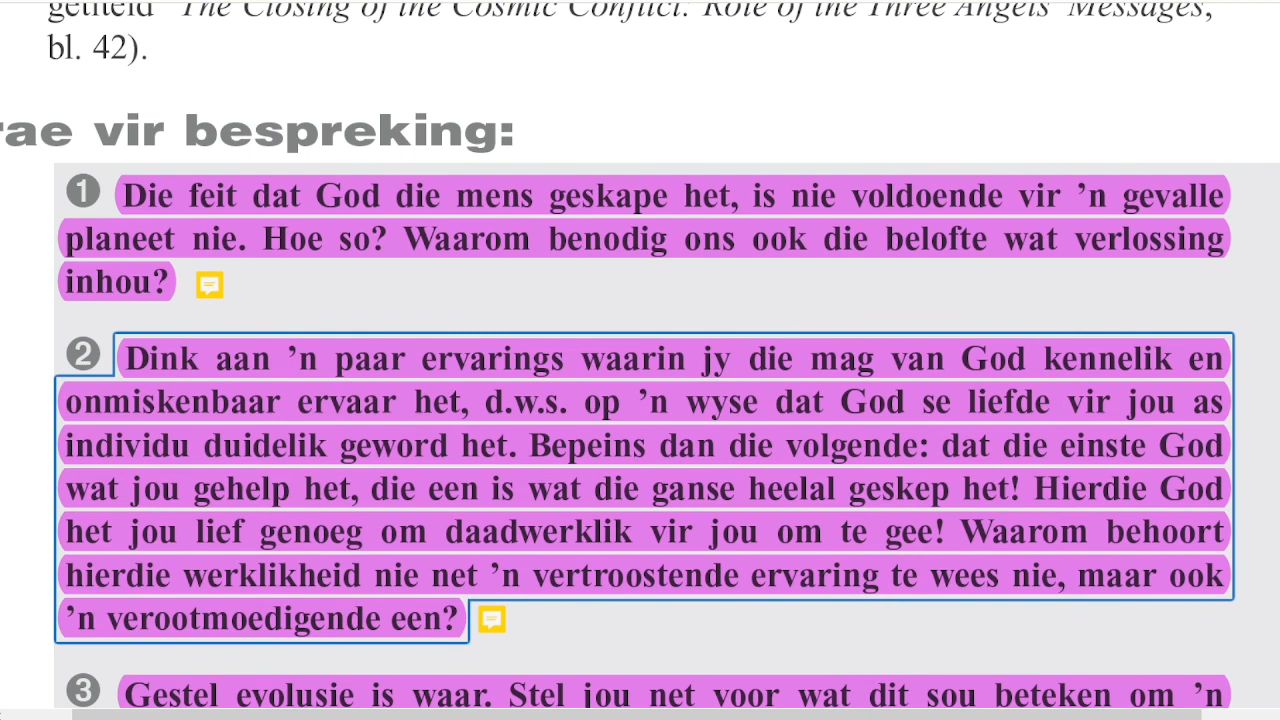 getiteld "The Closing of the Cosmic Conflict: Role of the Three Angels' Messages,
bl. 42).
rae vir bespreking:
1 Die feit dat God die mens geskape het, is nie voldoende vir ’n gevalle
planeet nie. Hoe so? Waarom benodig ons ook die belofte wat verlossing
inhou?
2 Dink aan ’n paar ervarings waarin jy die mag van God kennelik en
onmiskenbaar ervaar het, d.w.s. op ’n wyse dat God se liefde vir jou as
individu duidelik geword het. Bepeins dan die volgende: dat die einste God
wat jou gehelp het, die een is wat die ganse heelal geskep het! Hierdie God
het jou lief genoeg om daadwerklik vir jou om te gee! Waarom behoort
hierdie werklikheid nie net ’n vertroostende ervaring te wees nie, maar ook
’n verootmoedigende een?
3 Gestel evolusie is waar. Stel jou net voor wat dit sou beteken om ’n